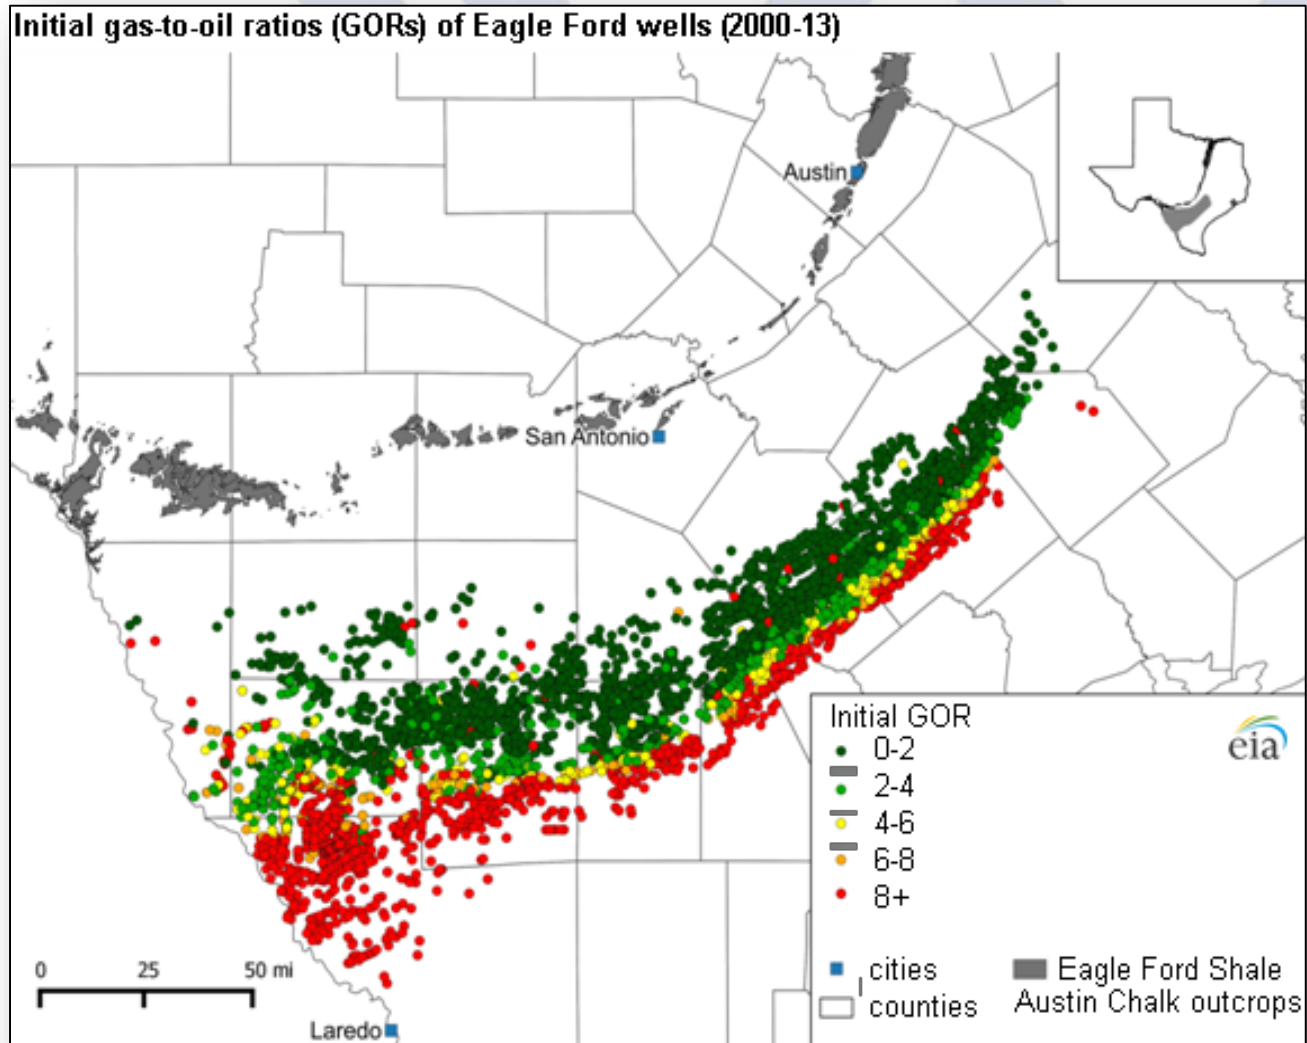 Initial gas-to-oil ratios (GORs) of Eagle Ford wells (2000-13)
Austin
San Antonio
Initial GOR
0-2
2-4
4-6
6-8
8+
eia
0 25 50 mi
cities
counties
Eagle Ford Shale
Austin Chalk outcrops
Laredo